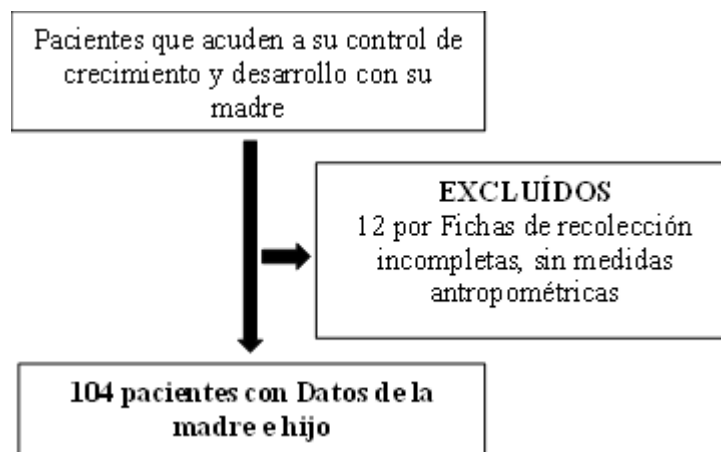 Pacientes que acuden a su control de
crecimiento y desarrollo con su
madre
EXCLUÍDOS
12 por Fichas de recolección
incompletas, sin medidas
antropométricas
104 pacientes con Datos de la
madre e hijo